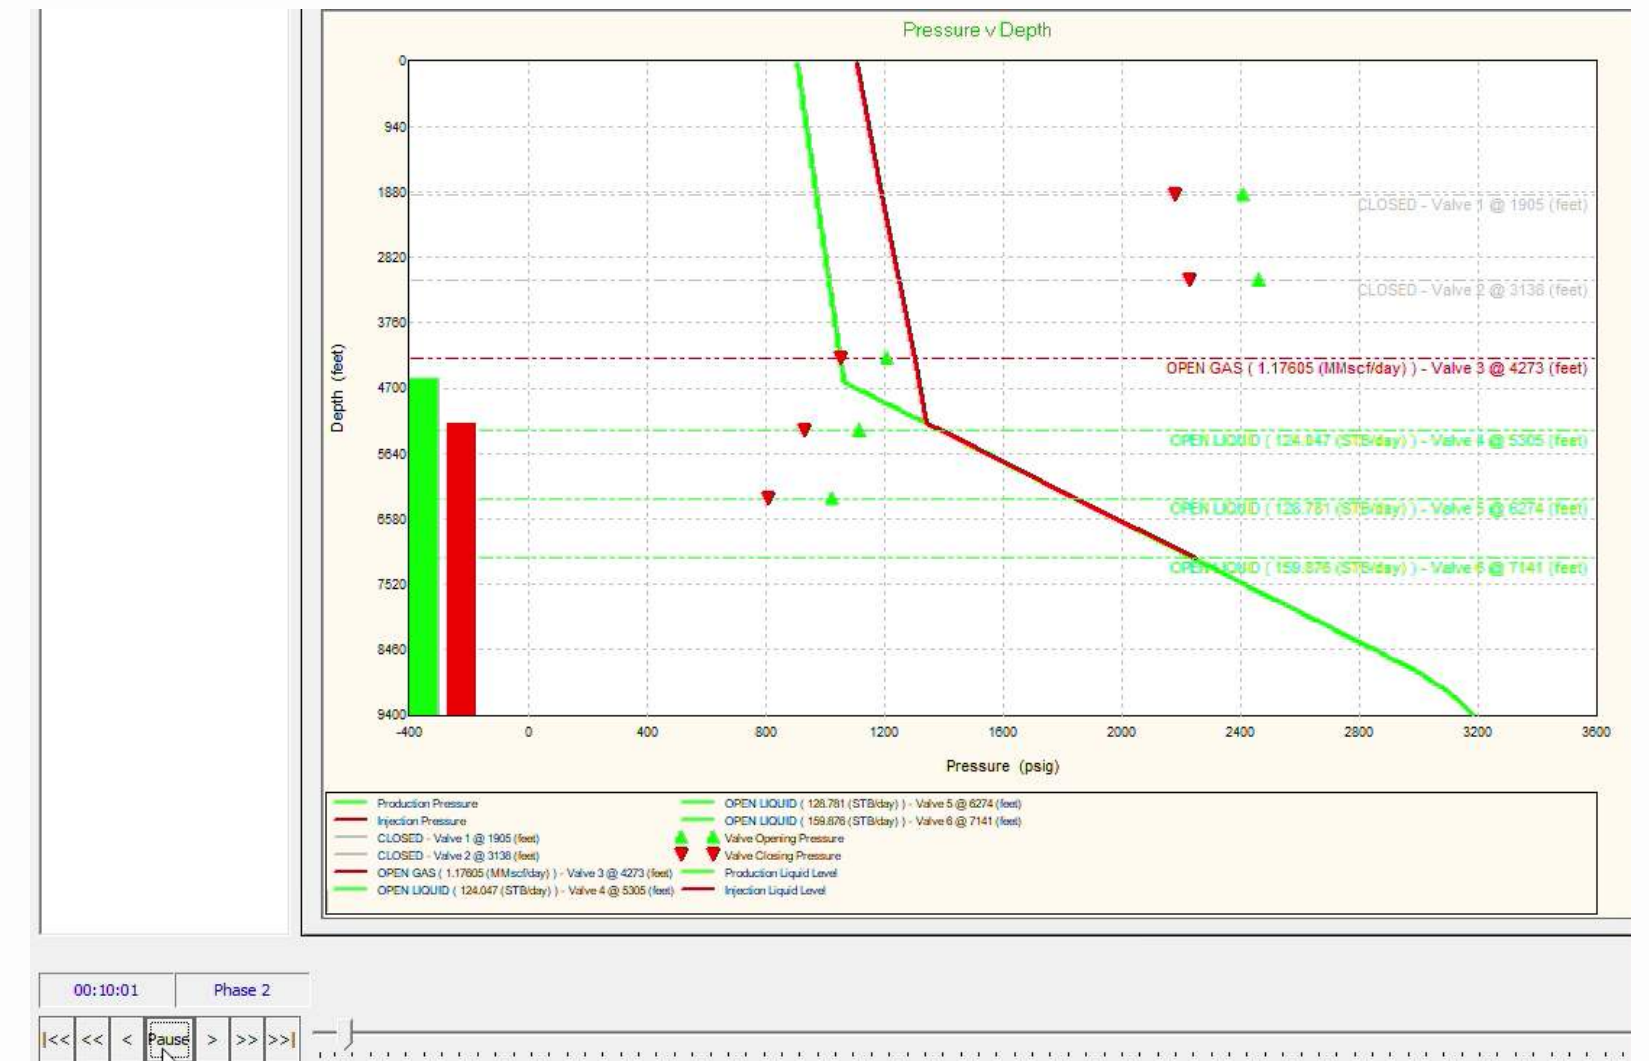 Pressure v Depth
0
940
1880
CLOSED - Valve 1 @ 1905 (feet)
2820
CLOSED - Valve 2 @ 3138 (feet)
3760
OPEN GAS ( 1.17605 (MMscf/day) ) - Valve 3 @ 4273 (feet)
4700
Depth (feet)
OPEN LIQUID ( 124.047 (STB/day) ) - Valve 4 @ 5305 (feet)
5640
OPEN LIQUID ( 128.781 (STB/day) ) - Valve 5 @ 6274 (feet)
6580
OPEN LIQUID ( 159.876 (STB/day) ) - Valve 6 @ 7141 (feet)
7520
8460
9400
-400 0 400 800 1200 1600 2000 2400 2800 3200 3600
Pressure (psig)
Production Pressure
Injection Pressure
CLOSED - Valve 1 @ 1905 (feet)
CLOSED - Valve 2 @ 3138 (feet)
OPEN GAS ( 1.17605 (MMscf/day) ) - Valve 3 @ 4273 (feet)
OPEN LIQUID ( 124.047 (STB/day) ) - Valve 4 @ 5305 (feet)
OPEN LIQUID ( 128.781 (STB/day) ) - Valve 5 @ 6274 (feet)
OPEN LIQUID ( 159.876 (STB/day) ) - Valve 6 @ 7141 (feet)
Valve Opening Pressure
Valve Closing Pressure
Production Liquid Level
Injection Liquid Level
00:10:01 Phase 2
|<< << < Pause > >> >>|